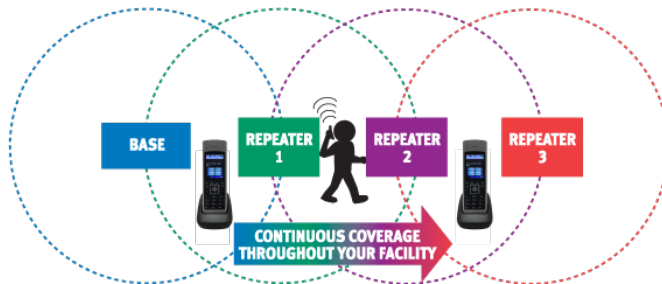 BASE
REPEATER
1
REPEATER
2
REPEATER
3
CONTINUOUS COVERAGE
THROUGHOUT YOUR FACILITY